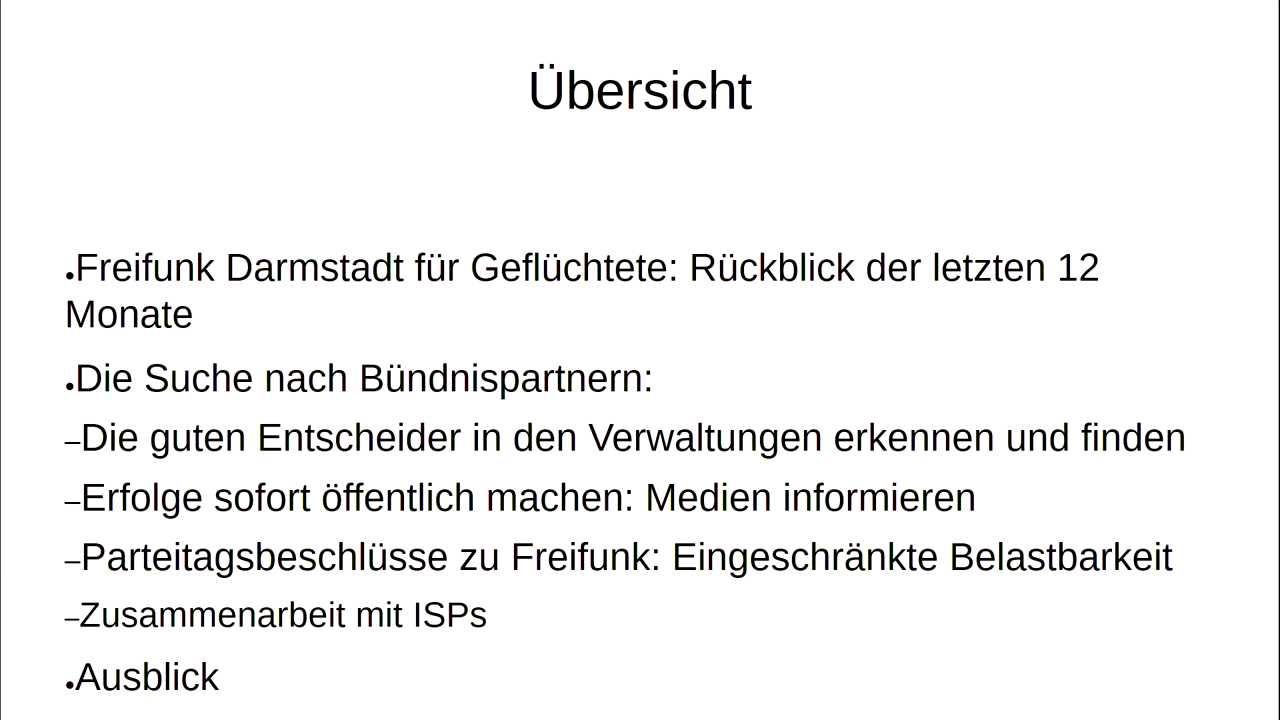 Übersicht
•Freifunk Darmstadt für Geflüchtete: Rückblick der letzten 12
Monate
•Die Suche nach Bündnispartnern:
–Die guten Entscheider in den Verwaltungen erkennen und finden
–Erfolge sofort öffentlich machen: Medien informieren
–Parteitagsbeschlüsse zu Freifunk: Eingeschränkte Belastbarkeit
–Zusammenarbeit mit ISPs
•Ausblick